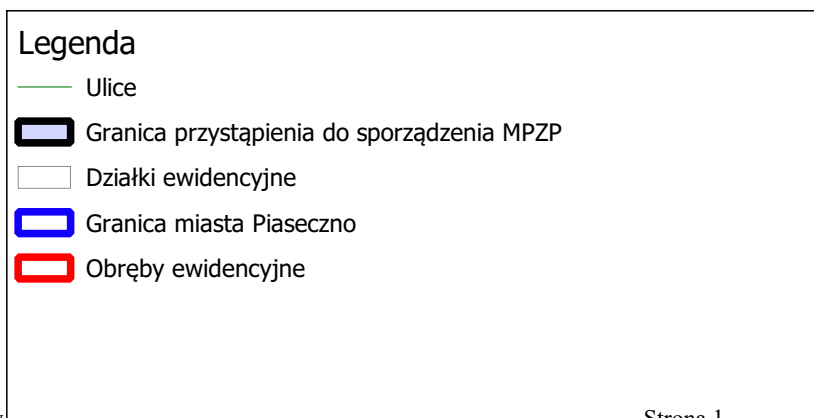 Legenda
Ulice
Granica przystąpienia do sporządzenia MPZP
Działki ewidencyjne
Granica miasta Piaseczno
Obręby ewidencyjne
Strona 1